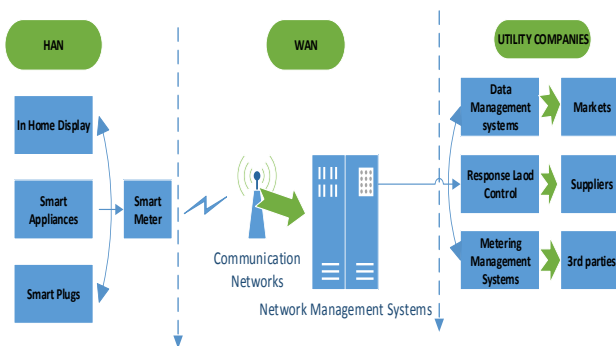 HAN
WAN
UTILITY COMPANIES
In Home Display
Smart
Appliances
Smart Plugs
Smart
Meter
Communication
Networks
Network Management Systems
Data
Management
systems
Markets
Response Laod
Control
Suppliers
Metering
Management
Systems
3rd parties